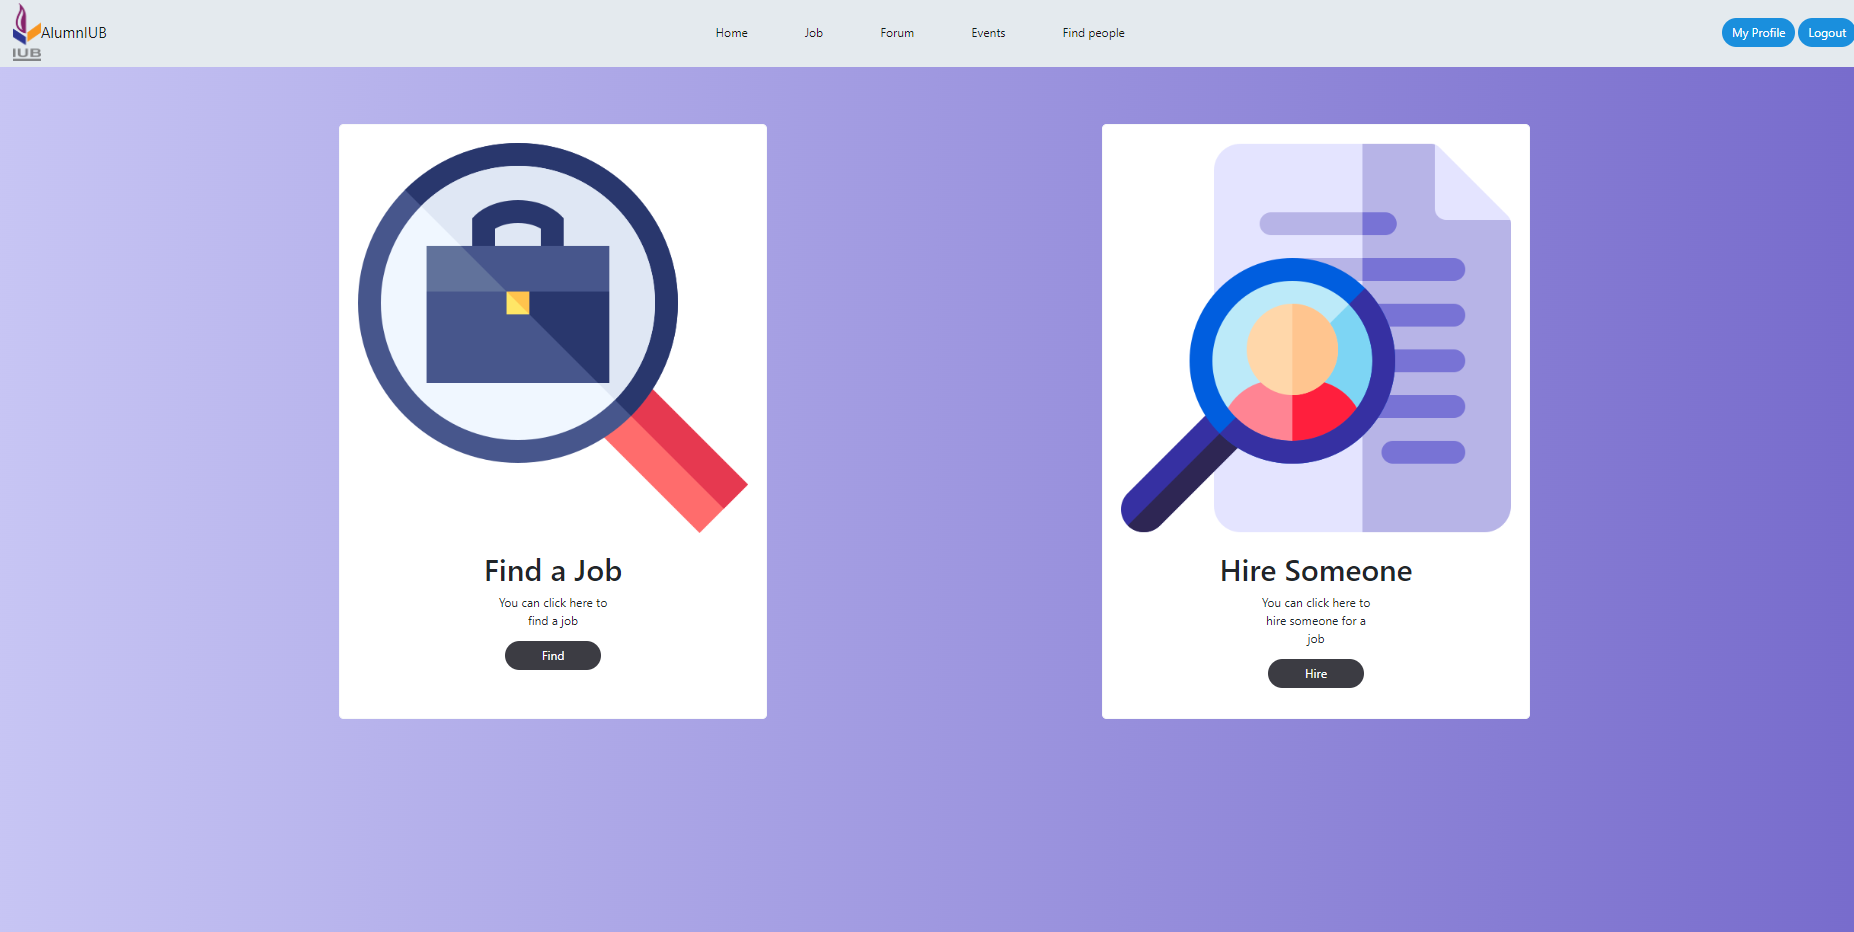 AlumnIUB
IUB
Home
Job
Forum
Events
Find people
My Profile
Logout
Find a Job
You can click here to
find a job
Find
Hire Someone
You can click here to
hire someone for a
job
Hire